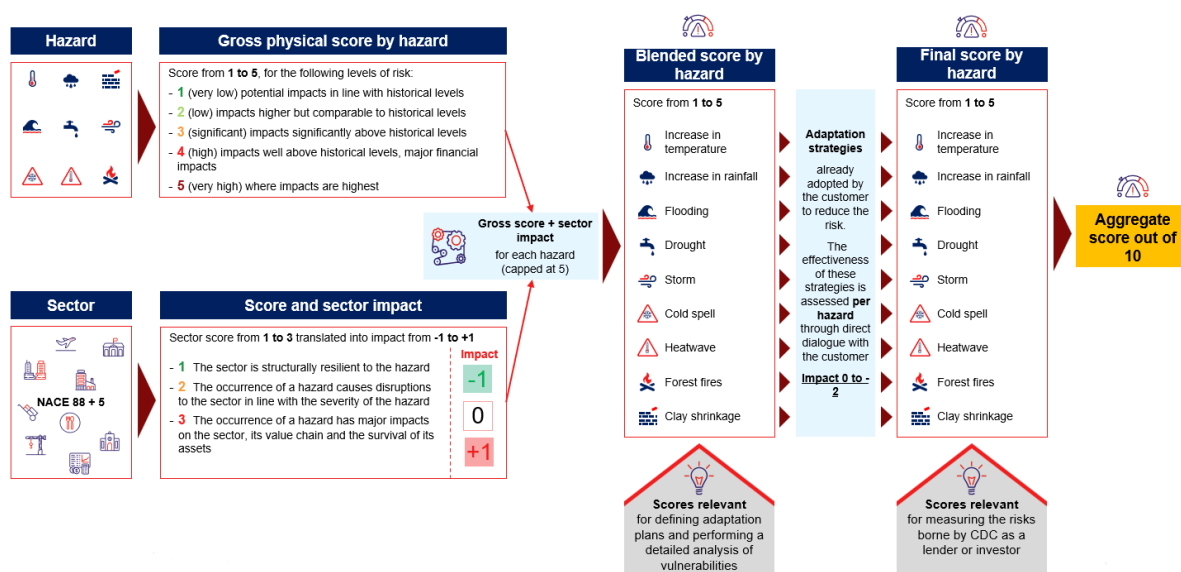 Hazard
Gross physical score by hazard
Score from 1 to 5, for the following levels of risk:
- 1 (very low) potential impacts in line with historical levels
- 2 (low) impacts higher but comparable to historical levels
- 3 (significant) impacts significantly above historical levels
- 4 (high) impacts well above historical levels, major financial
impacts
- 5 (very high) where impacts are highest
Sector
NACE 88 + 5
Score and sector impact
Sector score from 1 to 3 translated into impact from -1 to +1
Impact
- 1 The sector is structurally resilient to the hazard
-1
- 2 The occurrence of a hazard causes disruptions
to the sector in line with the severity of the hazard
0
- 3 The occurrence of a hazard has major impacts
on the sector, its value chain and the survival of its
assets
+1
Gross score + sector
impact
for each hazard
(capped at 5)
Blended score by
hazard
Score from 1 to 5
Increase in
temperature
Increase in rainfall
Flooding
Drought
Storm
Cold spell
Heatwave
Forest fires
Clay shrinkage
Scores relevant
for defining adaptation
plans and performing a
detailed analysis of
vulnerabilities
Adaptation
strategies
already
adopted by
the customer
to reduce the
risk.
The
effectiveness
of these
strategies is
assessed per
hazard
through direct
dialogue with
the customer
Impact 0 to -
2
Final score by
hazard
Score from 1 to 5
Increase in
temperature
Increase in rainfall
Flooding
Drought
Storm
Cold spell
Heatwave
Forest fires
Clay shrinkage
Scores relevant
for measuring the risks
borne by CDC as a
lender or investor
Aggregate
score out of
10